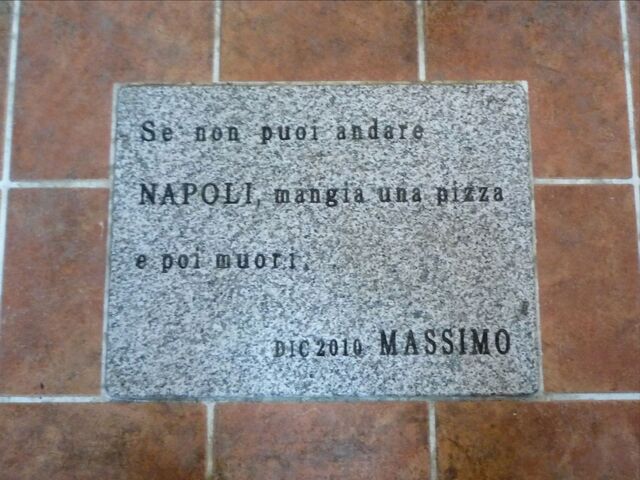 Se non puoi andare
NAPOLI, mangia una pizza
e poi muori.
DIC 2010 MASSIMO